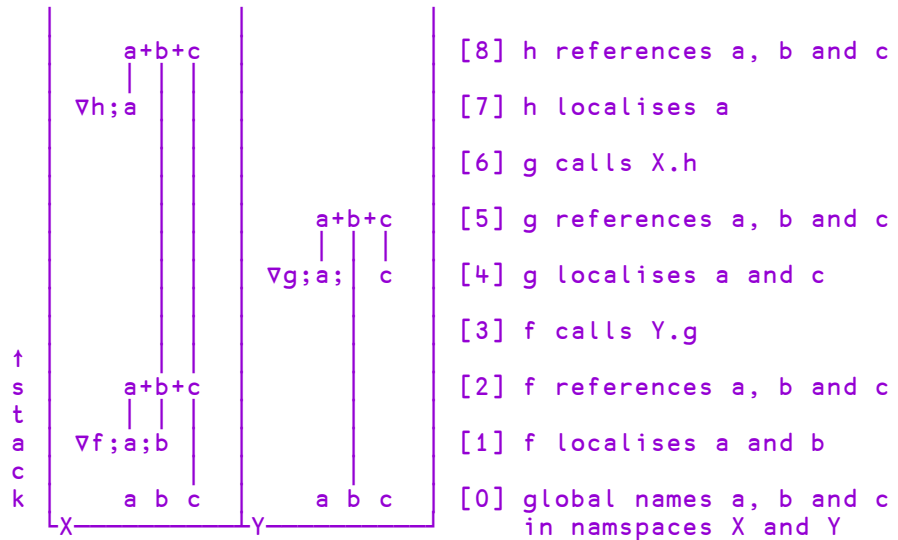 a+b+c [8] h references a, b and c
∇h;a [7] h localises a
[6] g calls X.h
a+b+c [5] g references a, b and c
∇g;a; c [4] g localises a and c
[3] f calls Y.g
↑
s a+b+c [2] f references a, b and c
t
a ∇f;a;b [1] f localises a and b
c
k a b c a b c [0] global names a, b and c
X Y in namspaces X and Y